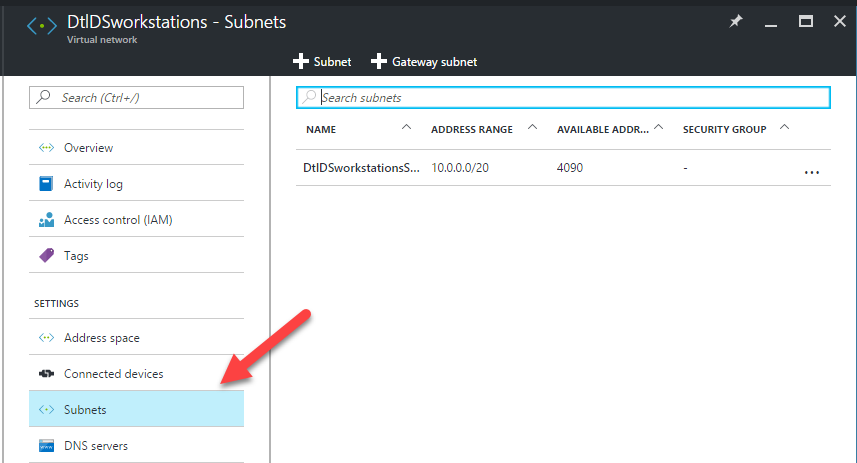 DtlDSworkstations - Subnets
Virtual network
Subnet
Gateway subnet
Search (Ctrl+/)
Search subnets
NAME
ADDRESS RANGE
AVAILABLE ADDR...
SECURITY GROUP
DtlDSworkstationsS...
10.0.0.0/20
4090
-
...
Overview
Activity log
Access control (IAM)
Tags
SETTINGS
Address space
Connected devices
Subnets
DNS servers